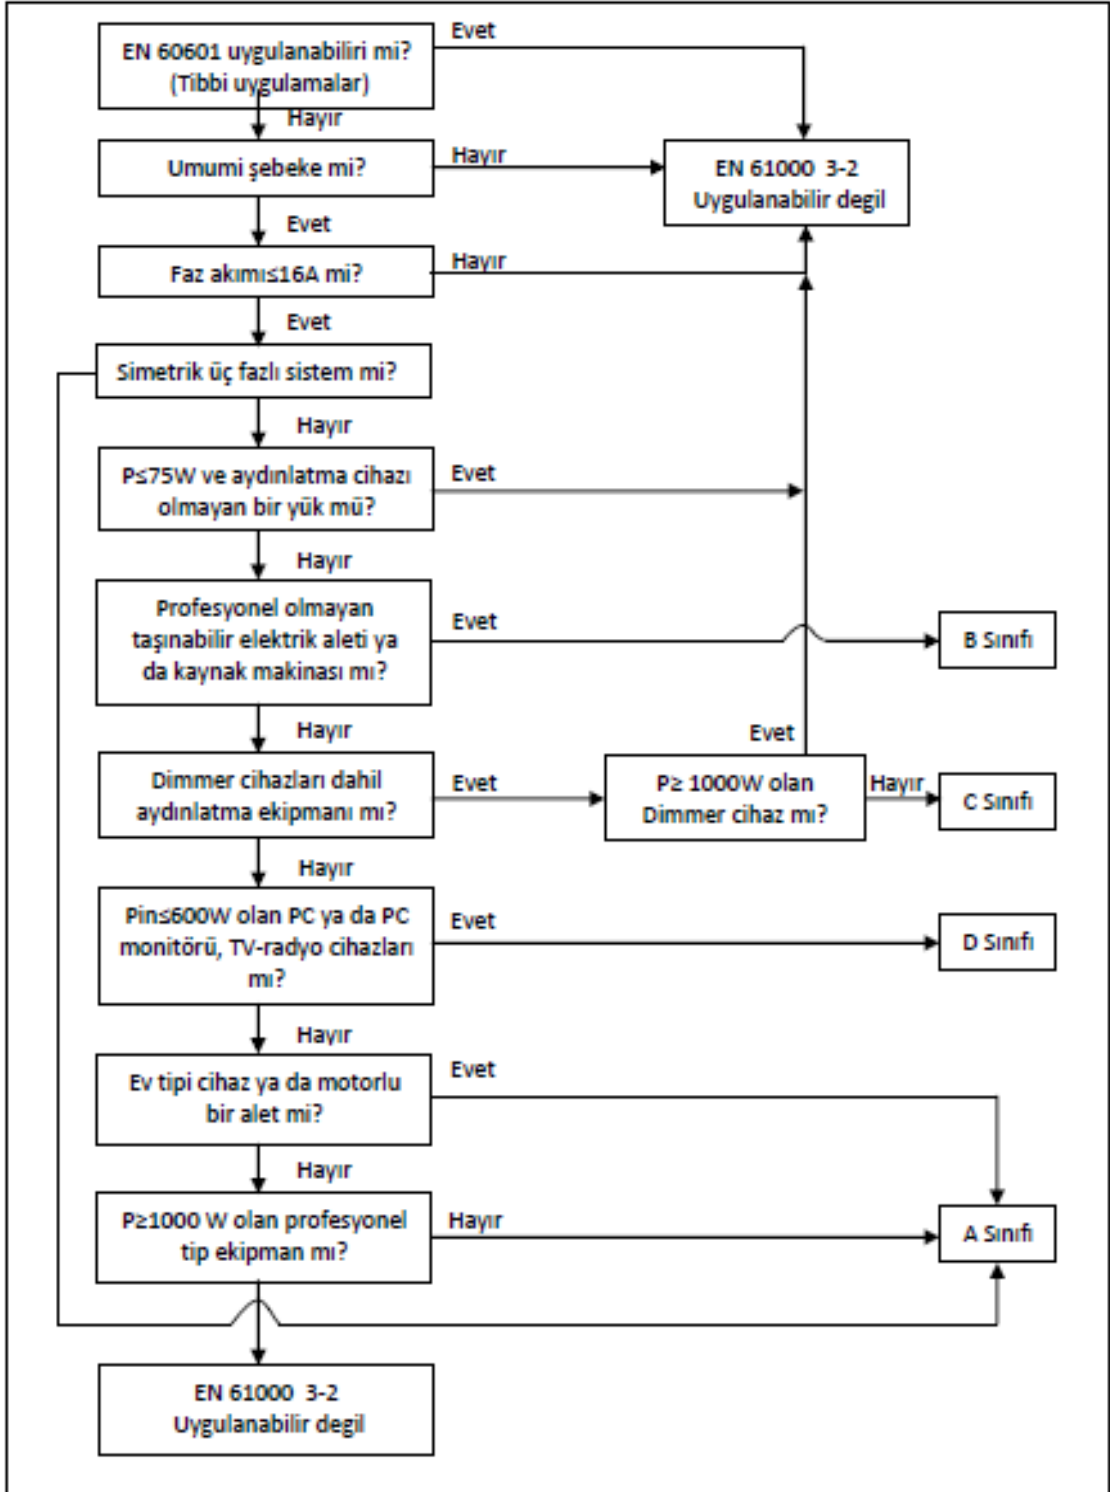 EN 60601 uygulanabiliri mi?
(Tibbi uygulamalar)
Evet
Hayır
Umumi şebeke mi?
Hayır
EN 61000 3-2
Uygulanabilir degil
Evet
Faz akımı≤16A mi?
Hayır
Evet
Simetrik üç fazlı sistem mi?
Hayır
P≤75W ve aydınlatma cihazı
olmayan bir yük mü?
Evet
Hayır
Profesyonel olmayan
taşınabilir elektrik aleti ya
da kaynak makinası mı?
Evet
B Sınıfı
Hayır
Dimmer cihazları dahil
aydınlatma ekipmanı mı?
Evet
P≥ 1000W olan
Dimmer cihaz mı?
Evet
Hayır
C Sınıfı
Hayır
Pin≤600W olan PC ya da PC
monitörü, TV-radyo cihazları
mı?
Evet
D Sınıfı
Hayır
Ev tipi cihaz ya da motorlu
bir alet mi?
Evet
Hayır
P≥1000 W olan profesyonel
tip ekipman mı?
Hayır
A Sınıfı
EN 61000 3-2
Uygulanabilir degil